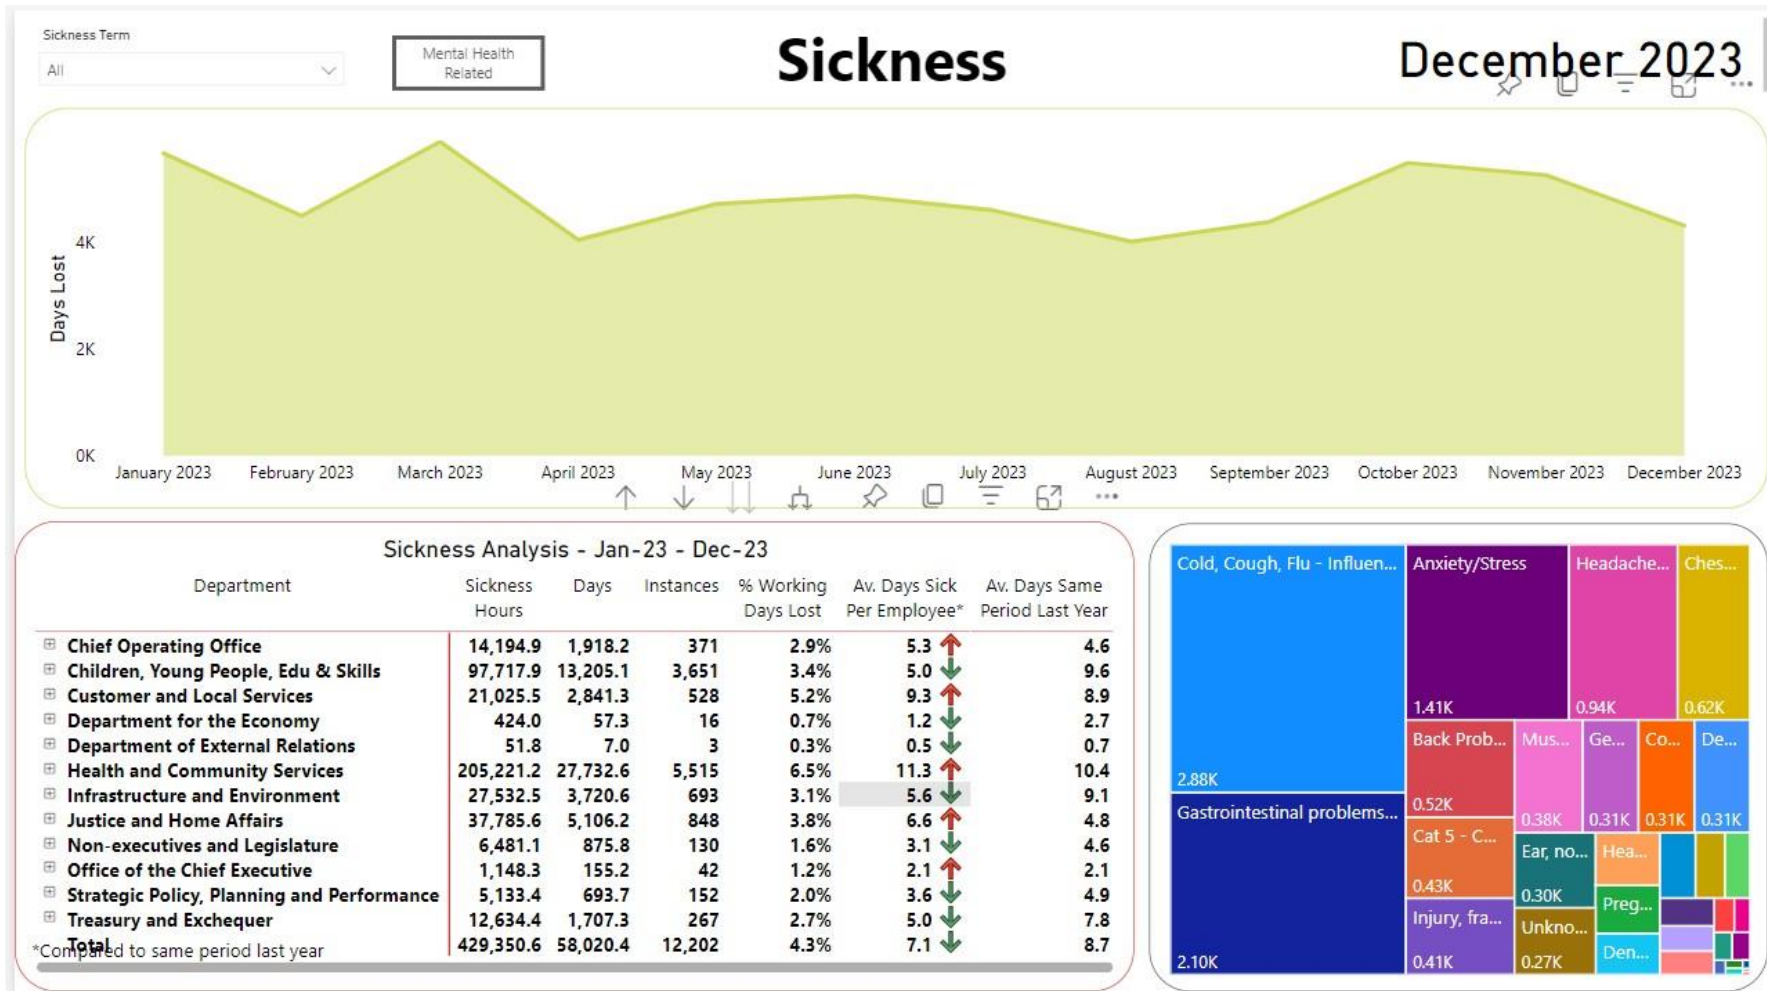 Sickness Term
All
Mental Health
Related
Sickness
December 2023
Days Lost
4K
2K
0K
January 2023 February 2023 March 2023 April 2023 May 2023 June 2023 July 2023 August 2023 September 2023 October 2023 November 2023 December 2023
Sickness Analysis - Jan-23 - Dec-23
Department Sickness Days Instances % Working Av. Days Sick Av. Days Same
Hours Days Lost Per Employee* Period Last Year
Chief Operating Office 14,194.9 1,918.2 371 2.9% 5.3 4.6
Children, Young People, Edu & Skills 97,717.9 13,205.1 3,651 3.4% 5.0 9.6
Customer and Local Services 21,025.5 2,841.3 528 5.2% 9.3 8.9
Department for the Economy 424.0 57.3 16 0.7% 1.2 2.7
Department of External Relations 51.8 7.0 3 0.3% 0.5 0.7
Health and Community Services 205,221.2 27,732.6 5,515 6.5% 11.3 10.4
Infrastructure and Environment 27,532.5 3,720.6 693 3.1% 5.6 9.1
Justice and Home Affairs 37,785.6 5,106.2 848 3.8% 6.6 4.8
Non-executives and Legislature 6,481.1 875.8 130 1.6% 3.1 4.6
Office of the Chief Executive 1,148.3 155.2 42 1.2% 2.1 2.1
Strategic Policy, Planning and Performance 5,133.4 693.7 152 2.0% 3.6 4.9
Treasury and Exchequer 12,634.4 1,707.3 267 2.7% 5.0 7.8
Total 429,350.6 58,020.4 12,202 4.3% 7.1 8.7
*Compared to same period last year
Cold, Cough, Flu - Influen...
2.88K
Gastrointestinal problems...
2.10K
Anxiety/Stress
1.41K
Headache...
0.94K
Ches...
0.62K
Back Prob...
0.52K
Cat 5 - C...
0.43K
Injury, fra...
0.41K
Mus...
0.38K
Ge...
0.31K
Co...
0.31K
De...
0.31K
Ear, no...
0.30K
Unkno...
0.27K
Hea...
Preg...
Den...